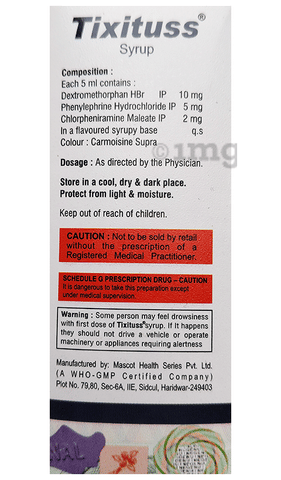 Tixituss®
Syrup
Composition :
Each 5 ml contains :
Dextromethorphan HBr IP 10 mg
Phenylephrine Hydrochloride IP 5 mg
Chlorpheniramine Maleate IP 2 mg
In a flavoured syrupy base q.s
Colour : Carmoisine Supra
1mg
Dosage : As directed by the Physician.
Store in a cool, dry & dark place.
Protect from light & moisture.
Keep out of reach of children.
CAUTION : Not to be sold by retail
without the prescription of a
Registered Medical Practitioner.
SCHEDULE G PRESCRIPTION DRUG – CAUTION
It is dangerous to take this preparation except
under medical supervision.
Warning : Some person may feel drowsiness
with first dose of Tixituss® syrup. If It happens
they should not drive a vehicle or operate
machinery or appliances requiring alertness
Manufactured by: Mascot Health Series Pvt. Ltd.
(A WHO-GMP Certified Company)
Plot No. 79,80, Sec-6A, IIE, Sidcul, Haridwar-249403